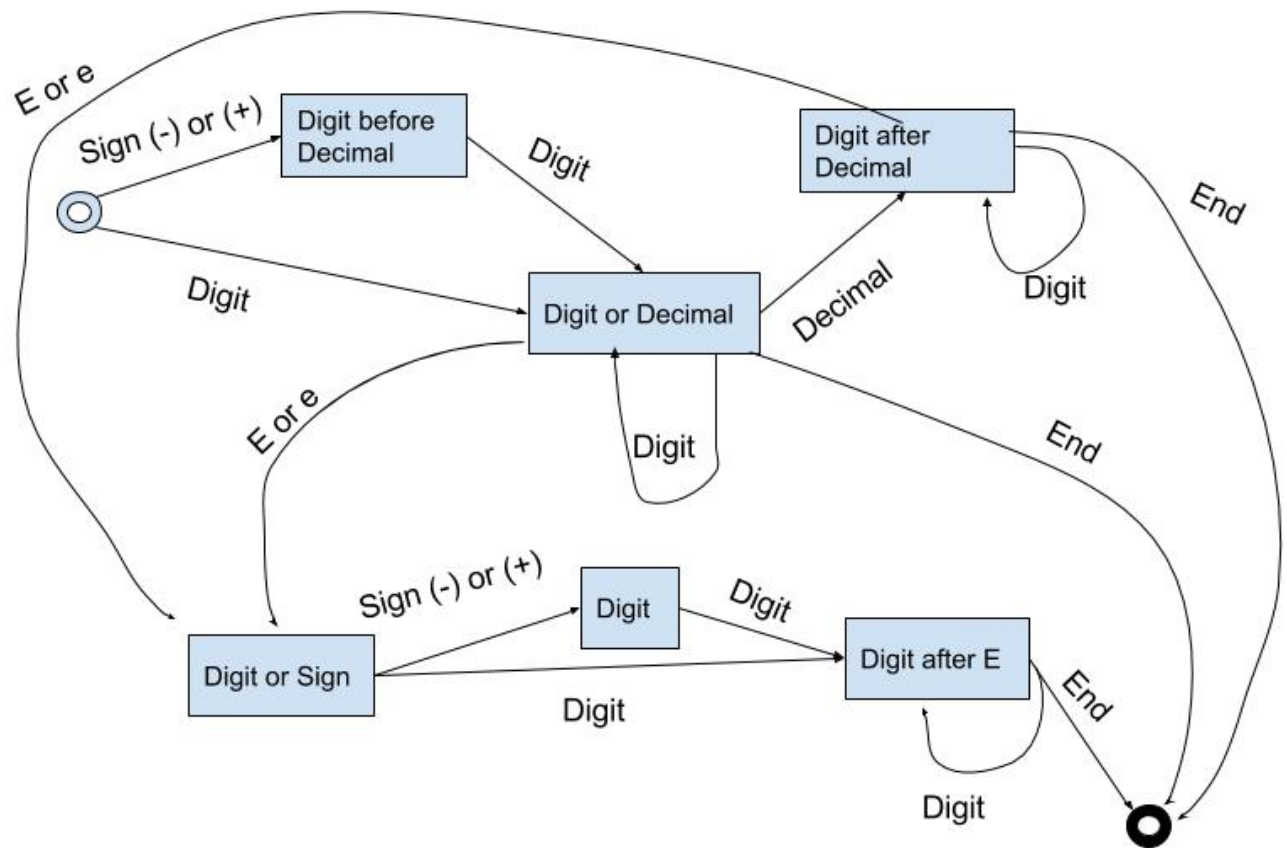 E or e
Sign (-) or (+)
Digit before
Decimal
Digit
Digit after
Decimal
End
Digit
Digit
Digit or Decimal
Decimal
E or e
Digit
End
Sign (-) or (+)
Digit
Digit
Digit or Sign
Digit after E
Digit
End
Digit